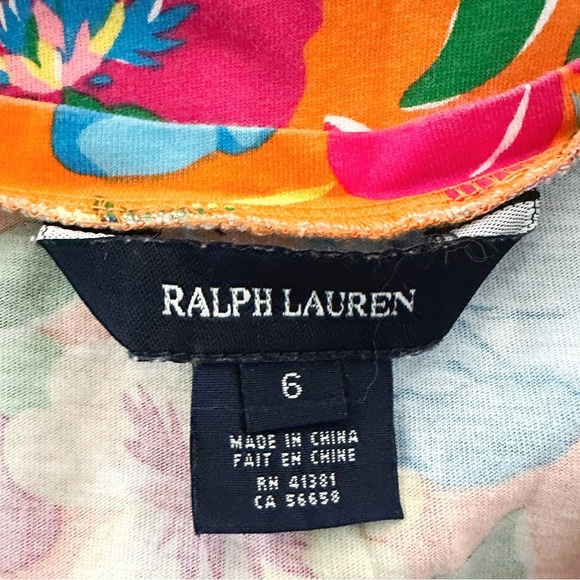 RALPH LAUREN
6
MADE IN CHINA
FAIT EN CHINE
RN 41381
CA 56658